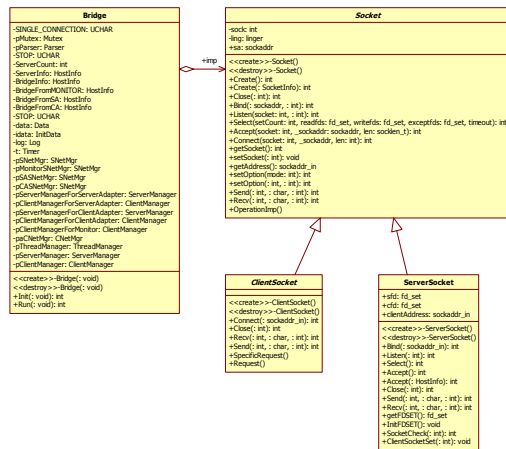 Bridge
-SINGLE_CONNECTION: UCHAR
-pMutex: Mutex
-pParser: Parser
-STOP: UCHAR
-ServerCount: int
-ServerInfo: HostInfo
-BridgeInfo: HostInfo
-BridgeFromMONITOR: HostInfo
-BridgeFromSA: HostInfo
-BridgeFromCA: HostInfo
-STOP: UCHAR
-data: Data
-idata: InitData
-log: Log
-t: Timer
-pSNetMgr: SNetMgr
-pMonitorSNetMgr: SNetMgr
-pSASNetMgr: SNetMgr
-pCASNetMgr: SNetMgr
-pServerManagerForServerAdapter: ServerManager
-pClientManagerForServerAdapter: ClientManager
-pServerManagerForClientAdapter: ServerManager
-pClientManagerForClientAdapter: ClientManager
-pClientManagerForMonitor: ClientManager
-paCNetMgr: CNetMgr
-pThreadManager: ThreadManager
-pServerManager: ServerManager
-pClientManager: ClientManager
<<create>>-Bridge(: void)
<<destroy>>-Bridge(: void)
+Init(: void): int
+Run(: void): int
+imp
Socket
-sock: int
-ling: linger
+sa: sockaddr
<<create>>-Socket()
<<destroy>>-Socket()
+Create(): int
+Create(: SocketInfo): int
+Close(: int): int
+Bind(: sockaddr, : int): int
+Listen(socket: int, : int): int
+Select(setCount: int, readfds: fd_set, writefds: fd_set, exceptfds: fd_set, timeout): int
+Accept(socket: int, _sockaddr: sockaddr, len: socklen_t): int
+Connect(socket: int, _sockaddr, len: int): int
+getSocket(): int
+setSocket(: int): void
+getAddress(): sockaddr_in
+setOption(mode: int): int
+setOption(: int, : int): int
+Send(: int, : char, : int): int
+Recv(: int, : char, : int): int
+OperationImp()
ClientSocket
<<create>>-ClientSocket()
<<destroy>>-ClientSocket()
+Connect(: sockaddr_in): int
+Close(: int): int
+Recv(: int, : char, : int): int
+Send(: int, : char, : int): int
+SpecificRequest()
+Request()
ServerSocket
+sfd: fd_set
+cfd: fd_set
+clientAddress: sockaddr_in
<<create>>-ServerSocket()
<<destroy>>-ServerSocket()
+Bind(: sockaddr_in): int
+Listen(: int): int
+Select(): int
+Accept(): int
+Accept(: HostInfo): int
+Close(: int): int
+Send(: int, : char, : int): int
+Recv(: int, : char, : int): int
+getFDSET(): fd_set
+InitFDSET(): void
+SocketCheck(: int): int
+ClientSocketSet(: int): void